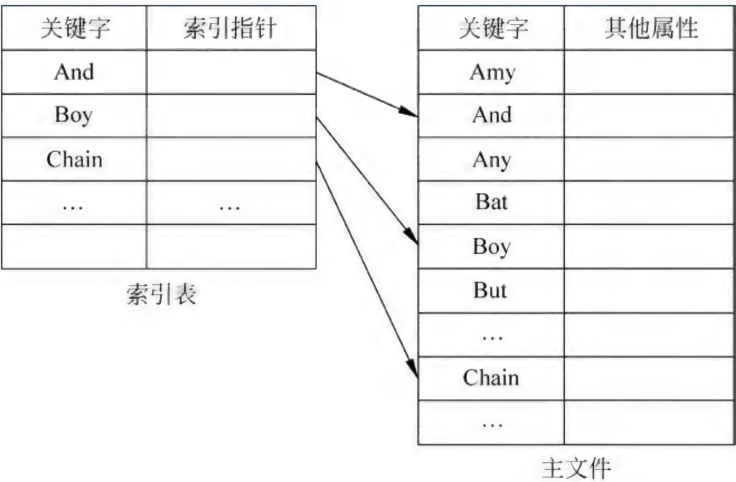 关键字 索引指针
And
Boy
Chain
… …
索引表
关键字 其他属性
Amy
And
Any
Bat
Boy
But
…
Chain
…
主文件